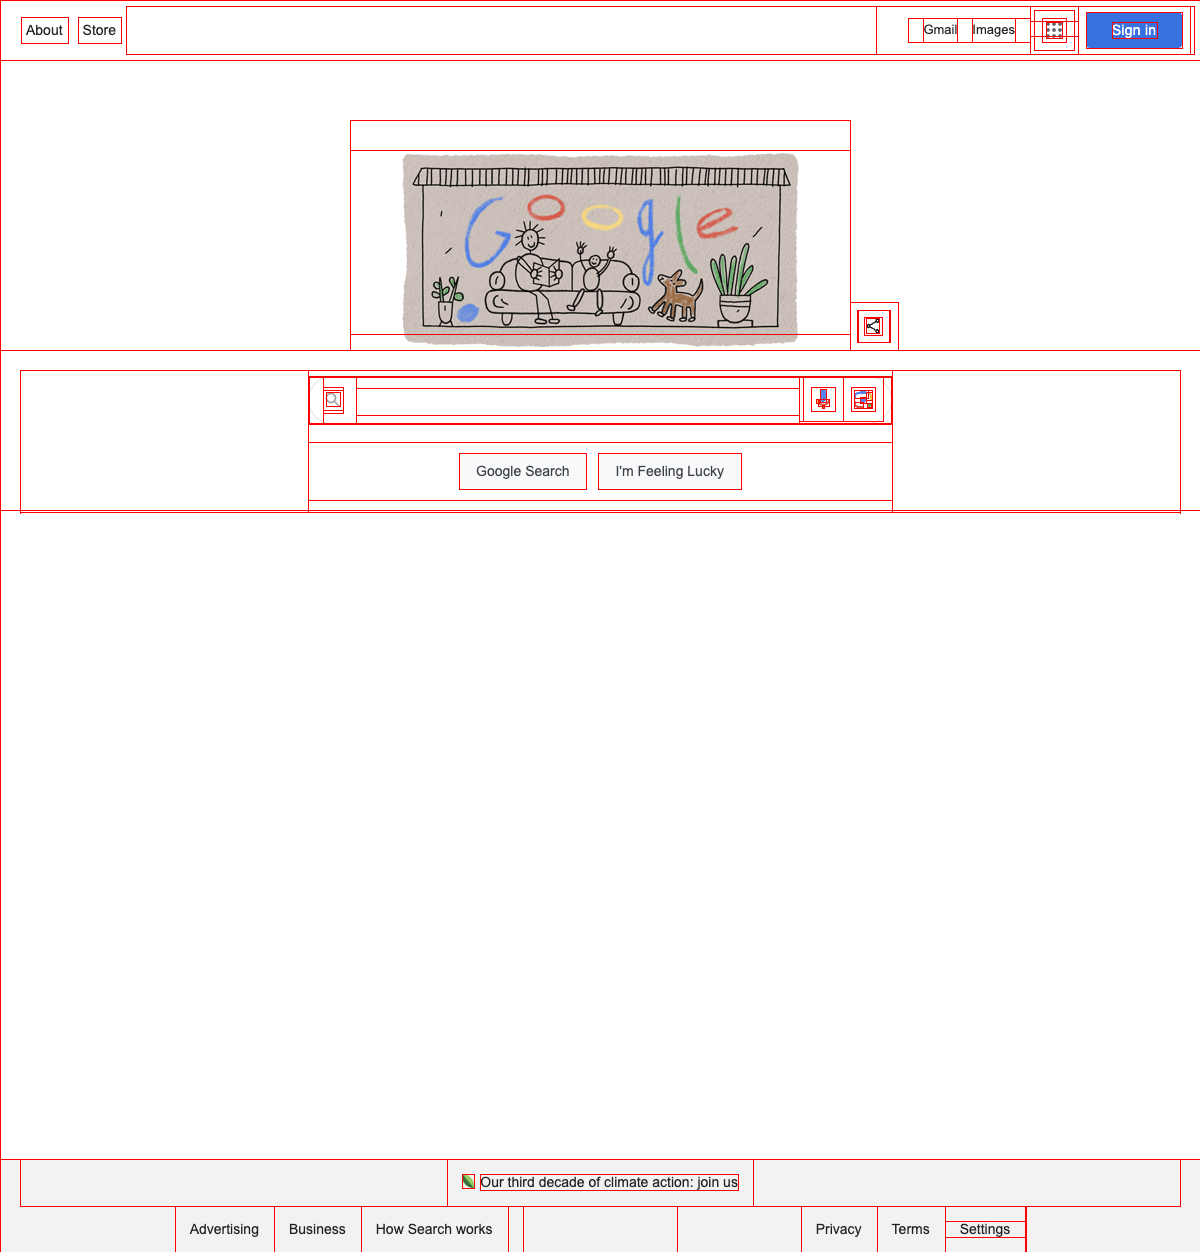 About Store Gmail Images Sign in
Google
Google Search I'm Feeling Lucky
Our third decade of climate action: join us
Advertising Business How Search works Privacy Terms Settings